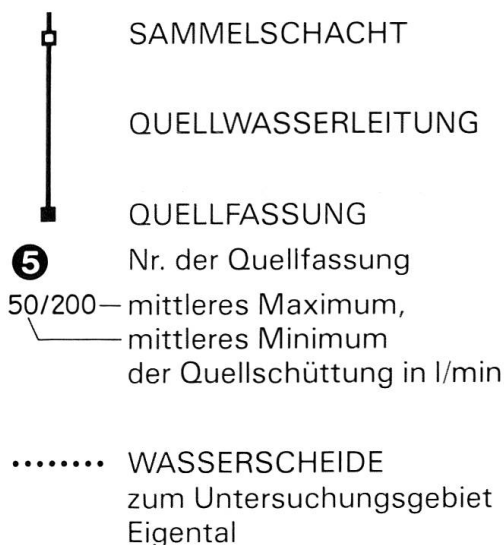 SAMMELSCHACHT
QUELLWASSERLEITUNG
QUELLFASSUNG
5 Nr. der Quellfassung
50/200 mittleres Maximum,
mittleres Minimum
der Quellschüttung in l/min
WASSERSCHEIDE
zum Untersuchungsgebiet
Eigental